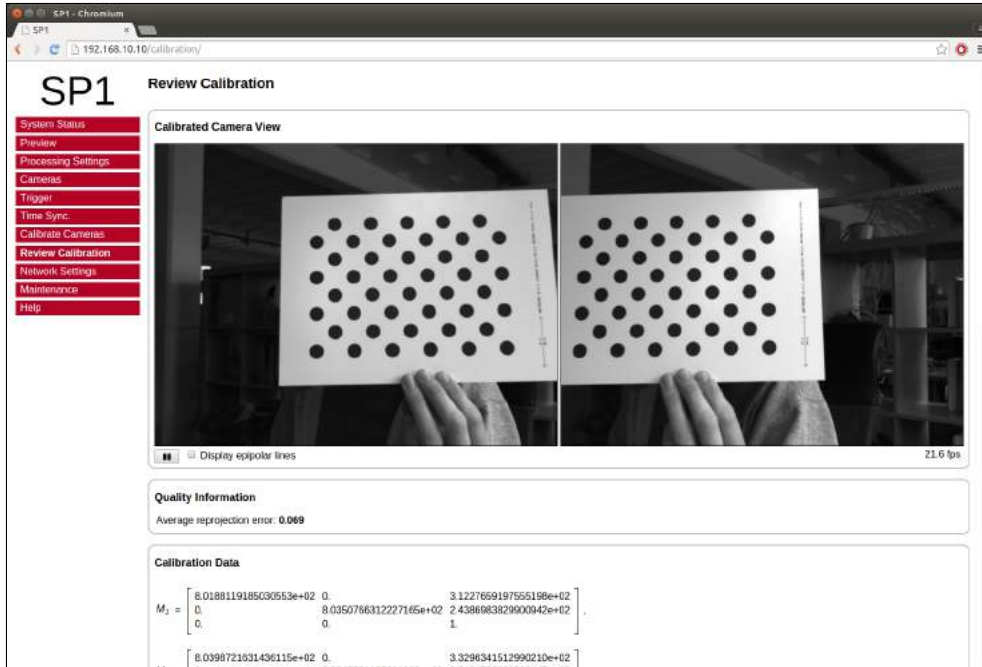 SP1 - Chromium
SP1
192.168.10.10/calibration/
SP1
System Status
Preview
Processing Settings
Cameras
Trigger
Time Sync.
Calibrate Cameras
Review Calibration
Network Settings
Maintenance
Help
Review Calibration
Calibrated Camera View
Display epipolar lines
21.6 fps
Quality Information
Average reprojection error: 0.069
Calibration Data
8.0188119185030553e+02 0. 3.1227659197555198e+02
M₁ = 0. 8.0350766312227165e+02 2.4386983829900942e+02 ,
0. 0. 1.
8.0398721631436115e+02 0. 3.3296341512990210e+02